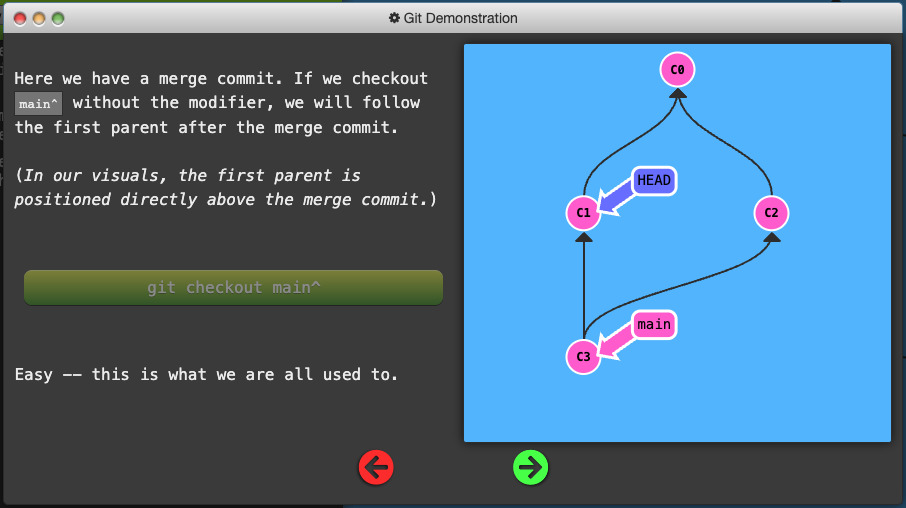 Git Demonstration
Here we have a merge commit. If we checkout
main^ without the modifier, we will follow
the first parent after the merge commit.
(In our visuals, the first parent is
positioned directly above the merge commit.)
git checkout main^
Easy -- this is what we are all used to.
C0
HEAD
C1
C2
main
C3